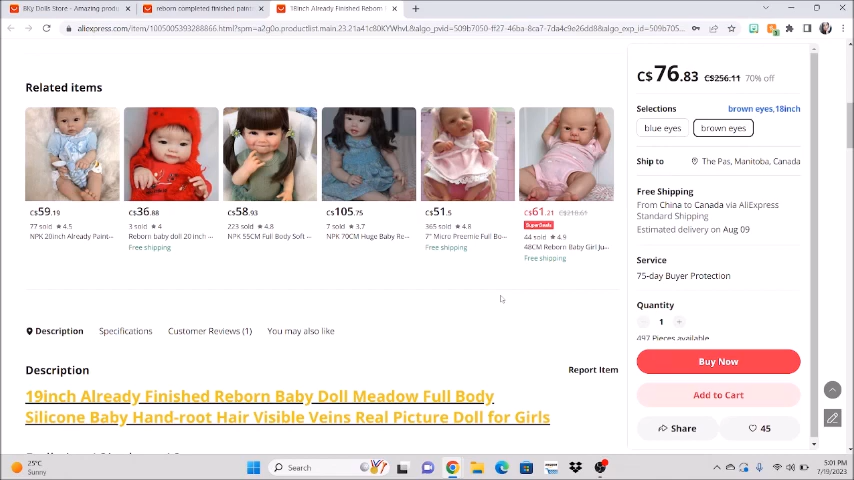 BKy Dolls Store - Amazing produ
reborn completed finished paint
19inch Already Finished Reborn
aliexpress.com/item/1005005393288866.html?spm=a2g0o.productlist.main.23.21a41c80KYWhvL&algo_pvid=509b7050-ff27-46ba-8ca7-7da4c9e26dd8&algo_exp_id=509b705...
Related items
C$59.19
77 sold ★4.5
NPK 20inch Already Paint...
C$36.88
3 sold ★4
Reborn baby doll 20 inch ...
Free shipping
C$58.93
223 sold ★4.8
NPK 55CM Full Body Soft ...
C$105.75
7 sold ★3.7
NPK 70CM Huge Baby Re...
C$51.5
365 sold ★4.8
7" Micro Preemie Full Bo...
Free shipping
C$61.21 C$218.61
SuperDeals
44 sold ★4.9
48CM Reborn Baby Girl Ju...
Free shipping
Description
Specifications
Customer Reviews (1)
You may also like
Description
Report Item
19inch Already Finished Reborn Baby Doll Meadow Full Body
Silicone Baby Hand-root Hair Visible Veins Real Picture Doll for Girls
C$76.83 C$256.11 70% off
Selections
brown eyes,18inch
blue eyes
brown eyes
Ship to
The Pas, Manitoba, Canada
Free Shipping
From China to Canada via AliExpress
Standard Shipping
Estimated delivery on Aug 09
Service
75-day Buyer Protection
Quantity
- 1 +
497 Pieces available
Buy Now
Add to Cart
Share
45
25°C
Sunny
Search
5:01 PM
7/19/2023